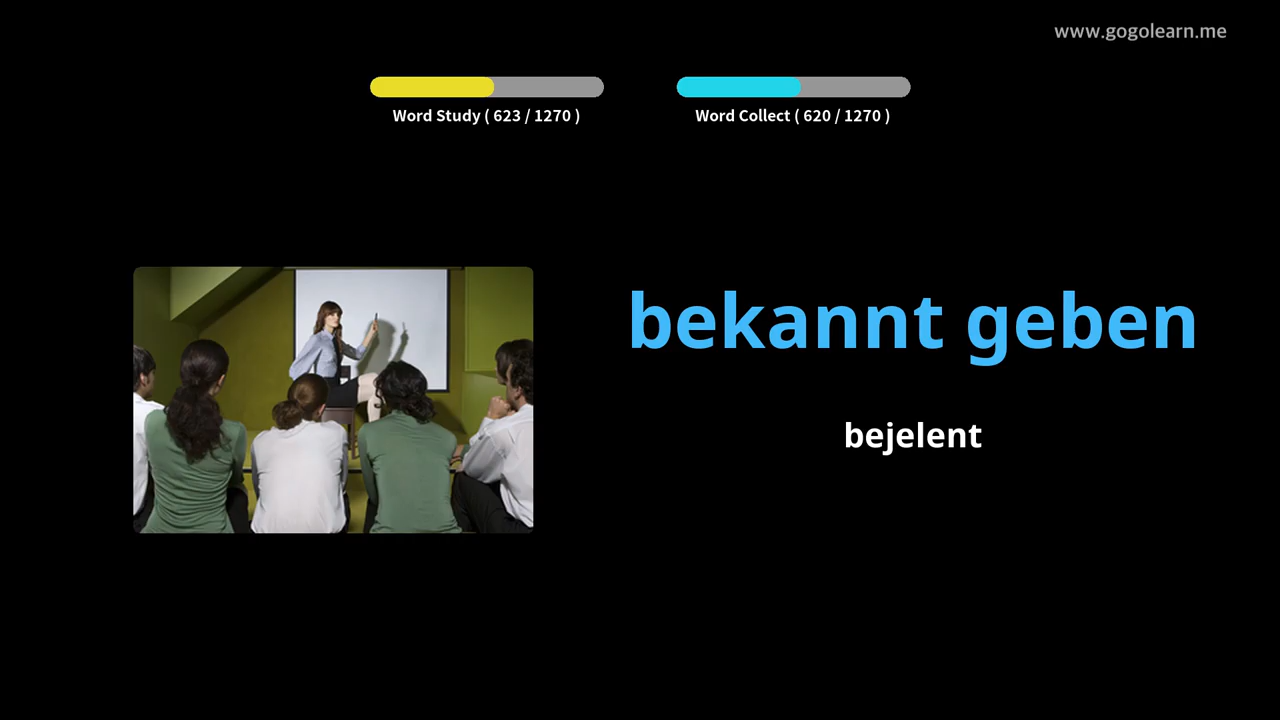 www.gogolearn.me
Word Study ( 623 / 1270 )
Word Collect ( 620 / 1270 )
bekannt geben
bejelent